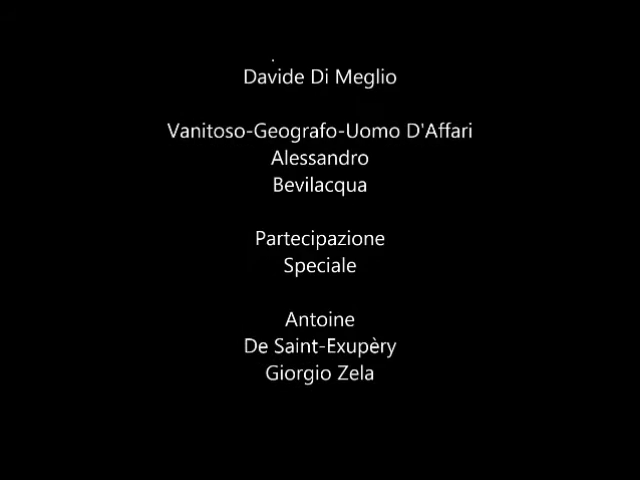 Davide Di Meglio
Vanitoso-Geografo-Uomo D'Affari
Alessandro
Bevilacqua
Partecipazione
Speciale
Antoine
De Saint-Exupèry
Giorgio Zela